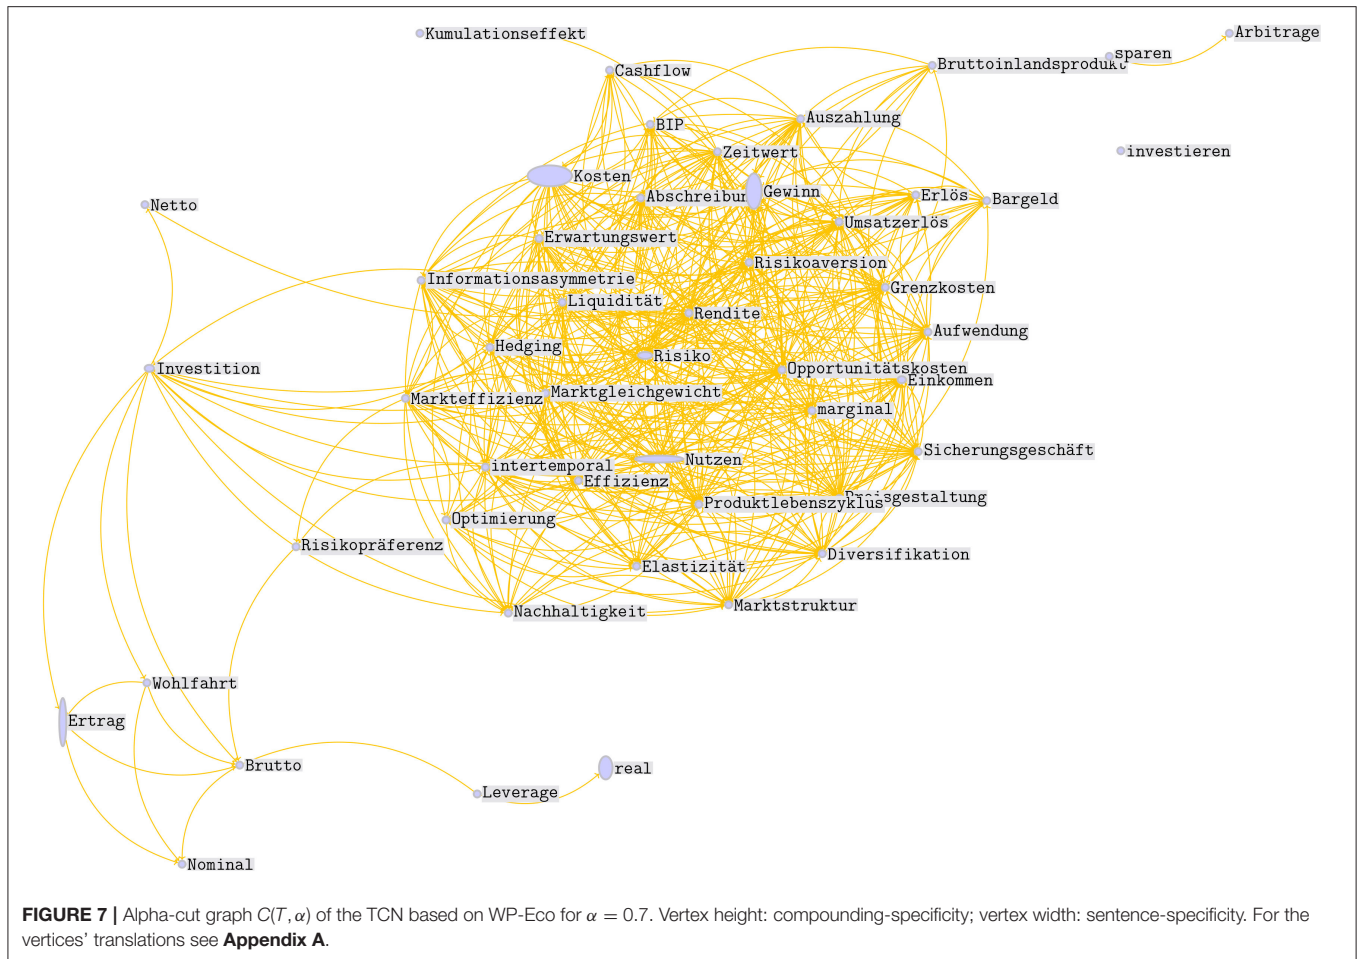 Kumulationseffekt
Arbitrage
sparen
Bruttoinlandsprodukt
Cashflow
Auszahlung
BIP
Zeitwert
investieren
Kosten
Gewinn
Abschreibun
Erlös
Bargeld
Netto
Umsatzerlös
Erwartungswert
Risikoaversion
Informationsasymmetrie
Grenzkosten
Liquidität
Rendite
Aufwendung
Hedging
Risiko
Investition
Opportunitätskosten
Einkommen
Marktgleichgewicht
Markteffizienz
marginal
Sicherungsgeschäft
Nutzen
intertemporal
Effizienz
Preisgestaltung
Produktlebenszyklus
Optimierung
Risikopräferenz
Diversifikation
Elastizität
Marktstruktur
Nachhaltigkeit
Wohlfahrt
Ertrag
Brutto
real
Leverage
Nominal
FIGURE 7 | Alpha-cut graph C(T, α) of the TCN based on WP-Eco for α = 0.7. Vertex height: compounding-specificity; vertex width: sentence-specificity. For the
vertices' translations see Appendix A.